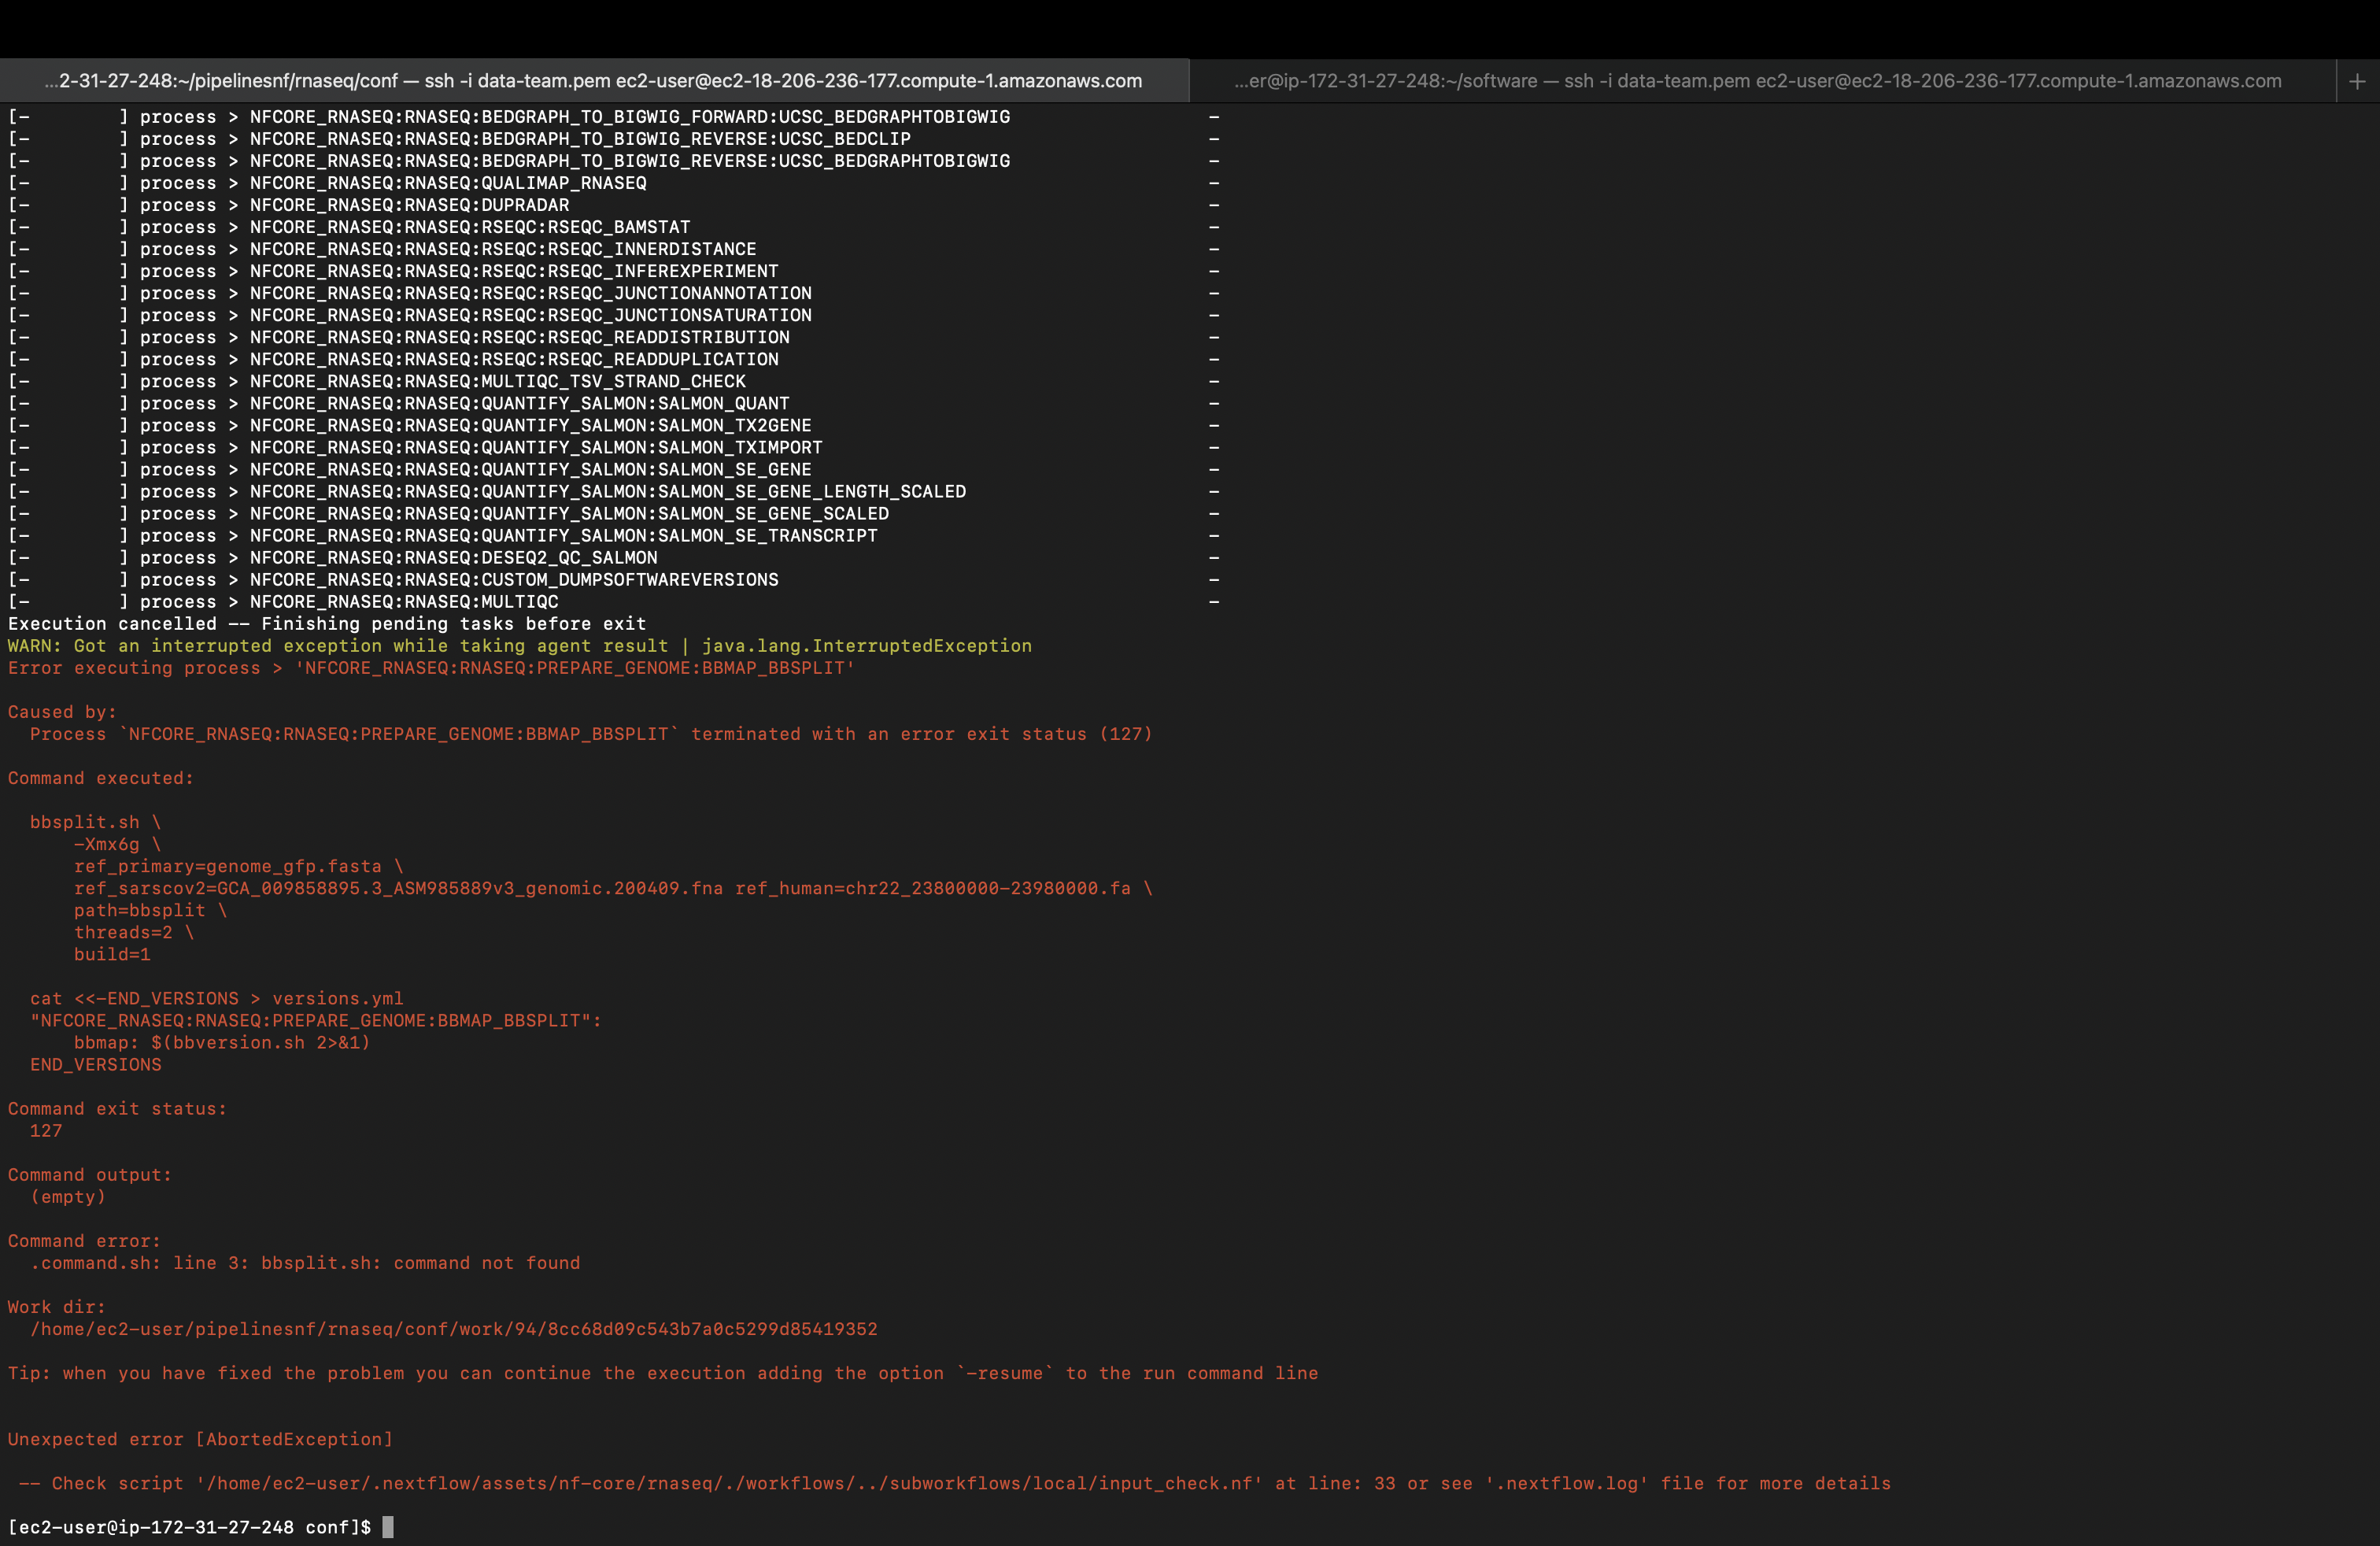 ...2-31-27-248:~/pipelinesnf/rnaseq/conf — ssh -i data-team.pem ec2-user@ec2-18-206-236-177.compute-1.amazonaws.com
...er@ip-172-31-27-248:~/software — ssh -i data-team.pem ec2-user@ec2-18-206-236-177.compute-1.amazonaws.com +
[-        ] process > NFCORE_RNASEQ:RNASEQ:BEDGRAPH_TO_BIGWIG_FORWARD:UCSC_BEDGRAPHTOBIGWIG                  -
[-        ] process > NFCORE_RNASEQ:RNASEQ:BEDGRAPH_TO_BIGWIG_REVERSE:UCSC_BEDCLIP                           -
[-        ] process > NFCORE_RNASEQ:RNASEQ:BEDGRAPH_TO_BIGWIG_REVERSE:UCSC_BEDGRAPHTOBIGWIG                  -
[-        ] process > NFCORE_RNASEQ:RNASEQ:QUALIMAP_RNASEQ                                                   -
[-        ] process > NFCORE_RNASEQ:RNASEQ:DUPRADAR                                                          -
[-        ] process > NFCORE_RNASEQ:RNASEQ:RSEQC:RSEQC_BAMSTAT                                               -
[-        ] process > NFCORE_RNASEQ:RNASEQ:RSEQC:RSEQC_INNERDISTANCE                                         -
[-        ] process > NFCORE_RNASEQ:RNASEQ:RSEQC:RSEQC_INFEREXPERIMENT                                       -
[-        ] process > NFCORE_RNASEQ:RNASEQ:RSEQC:RSEQC_JUNCTIONANNOTATION                                    -
[-        ] process > NFCORE_RNASEQ:RNASEQ:RSEQC:RSEQC_JUNCTIONSATURATION                                    -
[-        ] process > NFCORE_RNASEQ:RNASEQ:RSEQC:RSEQC_READDISTRIBUTION                                      -
[-        ] process > NFCORE_RNASEQ:RNASEQ:RSEQC:RSEQC_READDUPLICATION                                       -
[-        ] process > NFCORE_RNASEQ:RNASEQ:MULTIQC_TSV_STRAND_CHECK                                          -
[-        ] process > NFCORE_RNASEQ:RNASEQ:QUANTIFY_SALMON:SALMON_QUANT                                      -
[-        ] process > NFCORE_RNASEQ:RNASEQ:QUANTIFY_SALMON:SALMON_TX2GENE                                    -
[-        ] process > NFCORE_RNASEQ:RNASEQ:QUANTIFY_SALMON:SALMON_TXIMPORT                                   -
[-        ] process > NFCORE_RNASEQ:RNASEQ:QUANTIFY_SALMON:SALMON_SE_GENE                                    -
[-        ] process > NFCORE_RNASEQ:RNASEQ:QUANTIFY_SALMON:SALMON_SE_GENE_LENGTH_SCALED                      -
[-        ] process > NFCORE_RNASEQ:RNASEQ:QUANTIFY_SALMON:SALMON_SE_GENE_SCALED                             -
[-        ] process > NFCORE_RNASEQ:RNASEQ:QUANTIFY_SALMON:SALMON_SE_TRANSCRIPT                              -
[-        ] process > NFCORE_RNASEQ:RNASEQ:DESEQ2_QC_SALMON                                                  -
[-        ] process > NFCORE_RNASEQ:RNASEQ:CUSTOM_DUMPSOFTWAREVERSIONS                                       -
[-        ] process > NFCORE_RNASEQ:RNASEQ:MULTIQC                                                           -
Execution cancelled -- Finishing pending tasks before exit
WARN: Got an interrupted exception while taking agent result | java.lang.InterruptedException
Error executing process > 'NFCORE_RNASEQ:RNASEQ:PREPARE_GENOME:BBMAP_BBSPLIT'

Caused by:
  Process `NFCORE_RNASEQ:RNASEQ:PREPARE_GENOME:BBMAP_BBSPLIT` terminated with an error exit status (127)

Command executed:

  bbsplit.sh \
      -Xmx6g \
      ref_primary=genome_gfp.fasta \
      ref_sarscov2=GCA_009858895.3_ASM985889v3_genomic.200409.fna ref_human=chr22_23800000-23980000.fa \
      path=bbsplit \
      threads=2 \
      build=1

  cat <<-END_VERSIONS > versions.yml
  "NFCORE_RNASEQ:RNASEQ:PREPARE_GENOME:BBMAP_BBSPLIT":
      bbmap: $(bbversion.sh 2>&1)
  END_VERSIONS

Command exit status:
  127

Command output:
  (empty)

Command error:
  .command.sh: line 3: bbsplit.sh: command not found

Work dir:
  /home/ec2-user/pipelinesnf/rnaseq/conf/work/94/8cc68d09c543b7a0c5299d85419352

Tip: when you have fixed the problem you can continue the execution adding the option `-resume` to the run command line

Unexpected error [AbortedException]

 -- Check script '/home/ec2-user/.nextflow/assets/nf-core/rnaseq/./workflows/../subworkflows/local/input_check.nf' at line: 33 or see '.nextflow.log' file for more details

[ec2-user@ip-172-31-27-248 conf]$